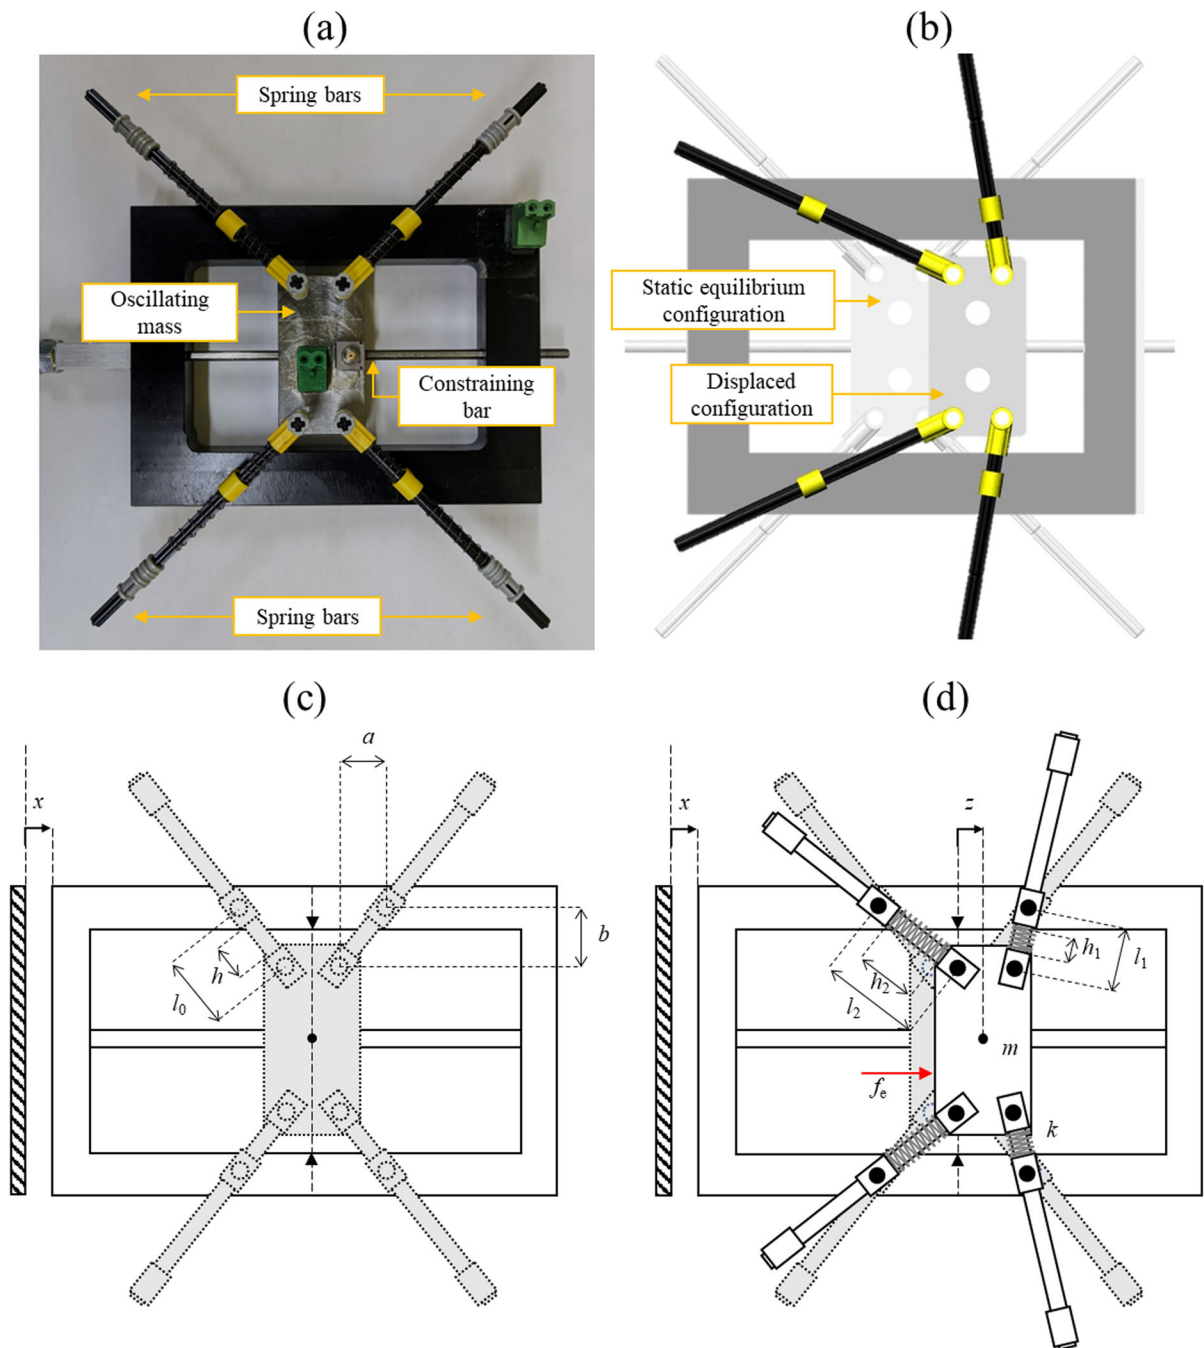 (a)
(b)
Spring bars
Oscillating
mass
Constraining
bar
Spring bars
Static equilibrium
configuration
Displaced
configuration
(c)
(d)
a
x
b
h
l0
x
z
h1
l1
h2
l2
m
fe
k